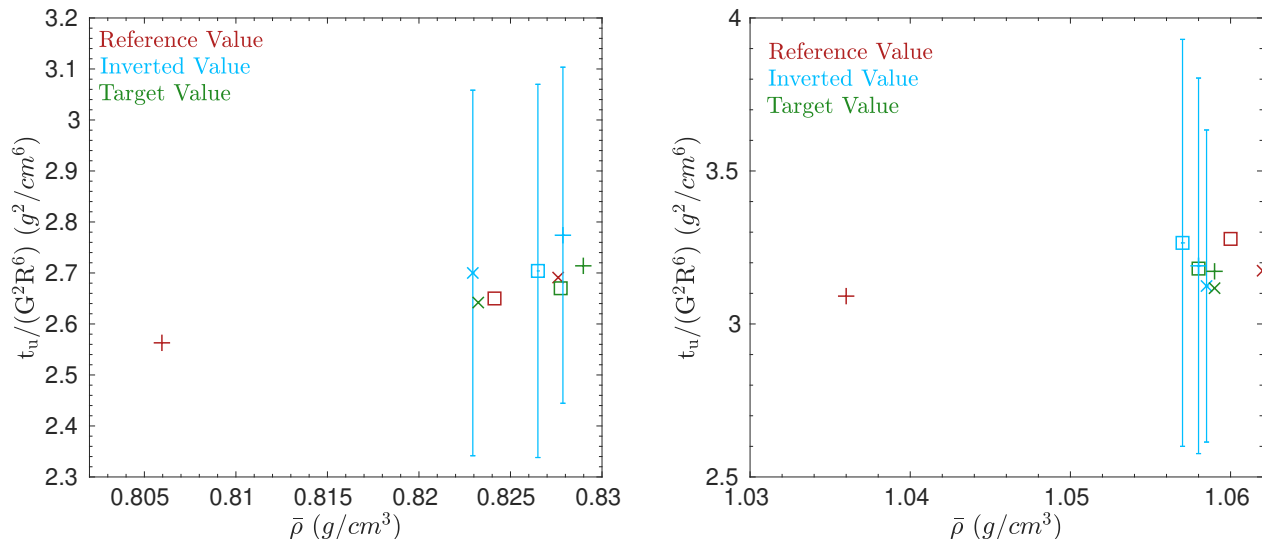 3.2
3.1
3
2.9
2.8
2.7
2.6
2.5
2.4
2.3
t_u/(G²R⁶) (g²/cm⁶)
Reference Value
Inverted Value
Target Value
0.805 0.81 0.815 0.82 0.825 0.83
ρ̄ (g/cm³)
4
3.5
3
2.5
t_u/(G²R⁶) (g²/cm⁶)
Reference Value
Inverted Value
Target Value
1.03 1.04 1.05 1.06
ρ̄ (g/cm³)